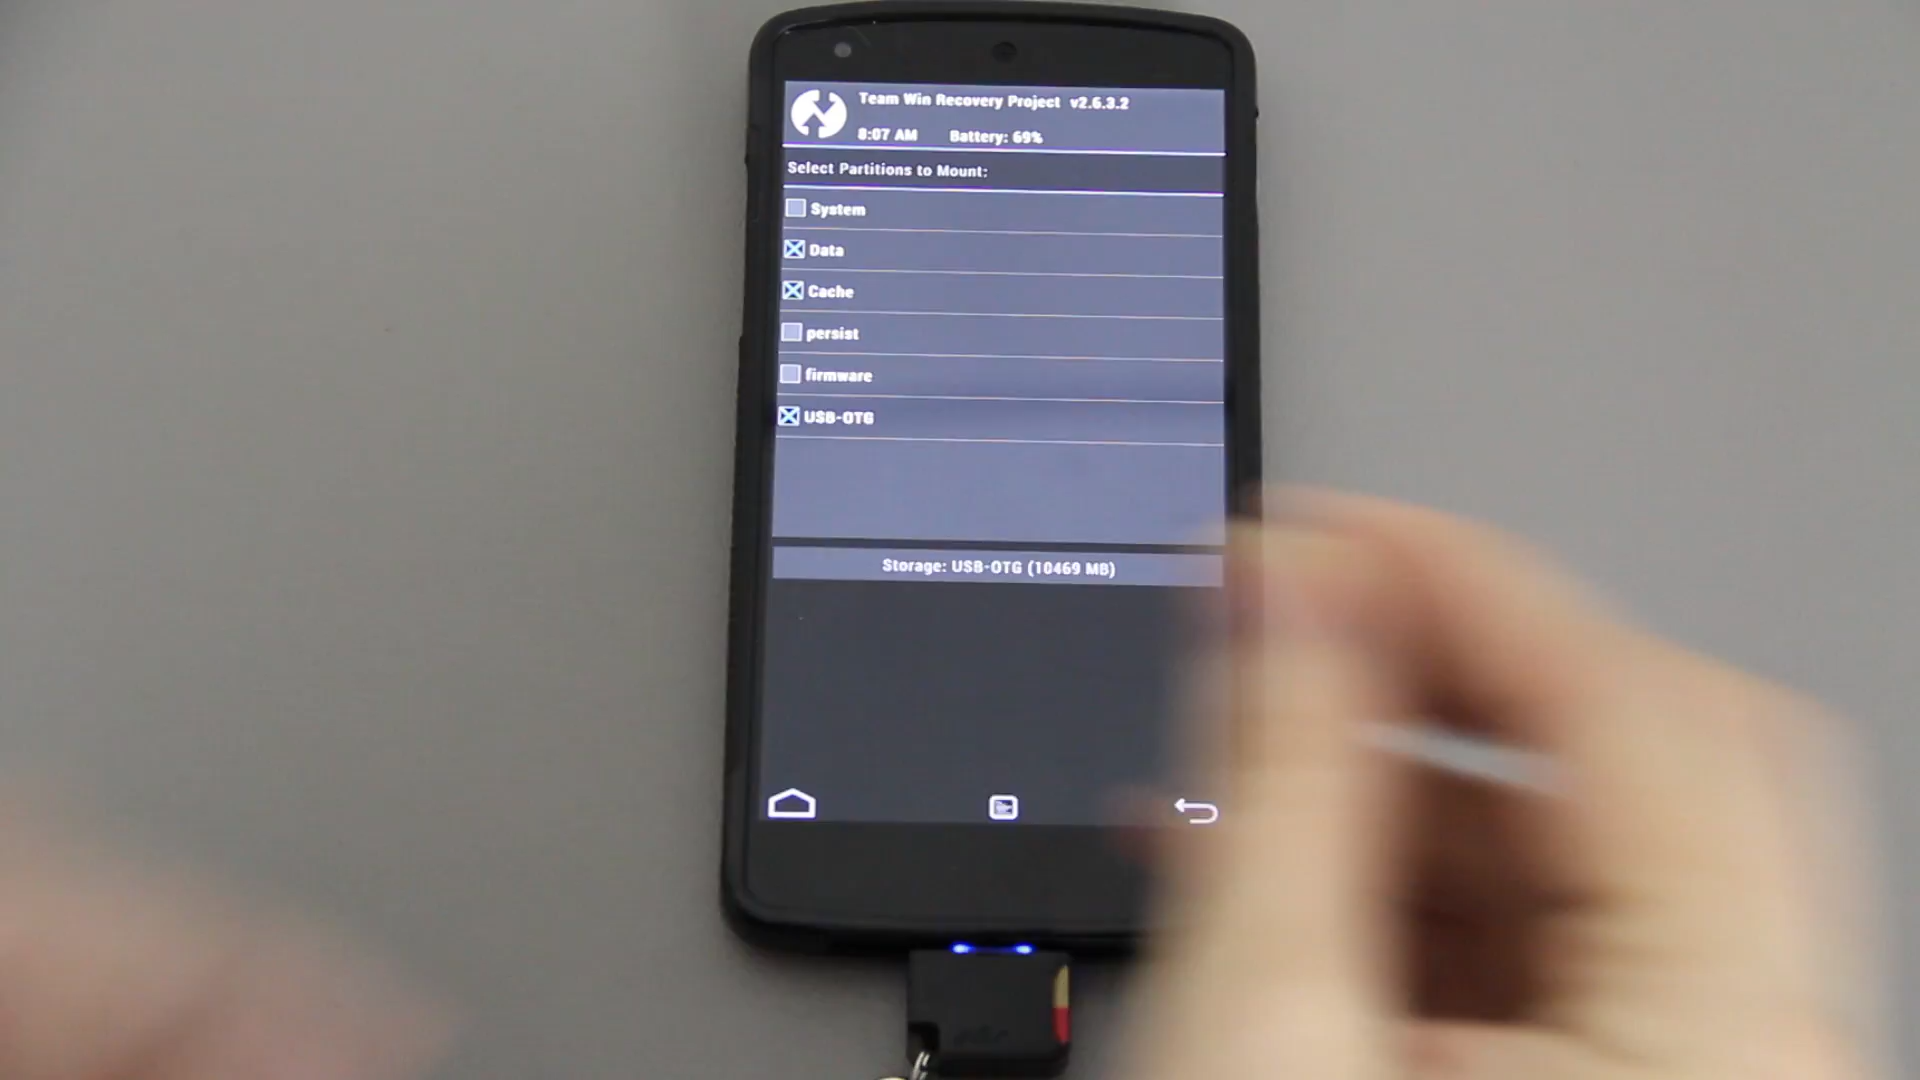 Team Win Recovery Project v2.6.3.2
8:07 AM Battery: 69%
Select Partitions to Mount:
System
Data
Cache
persist
firmware
USB-OTG
Storage: USB-OTG (10469 MB)